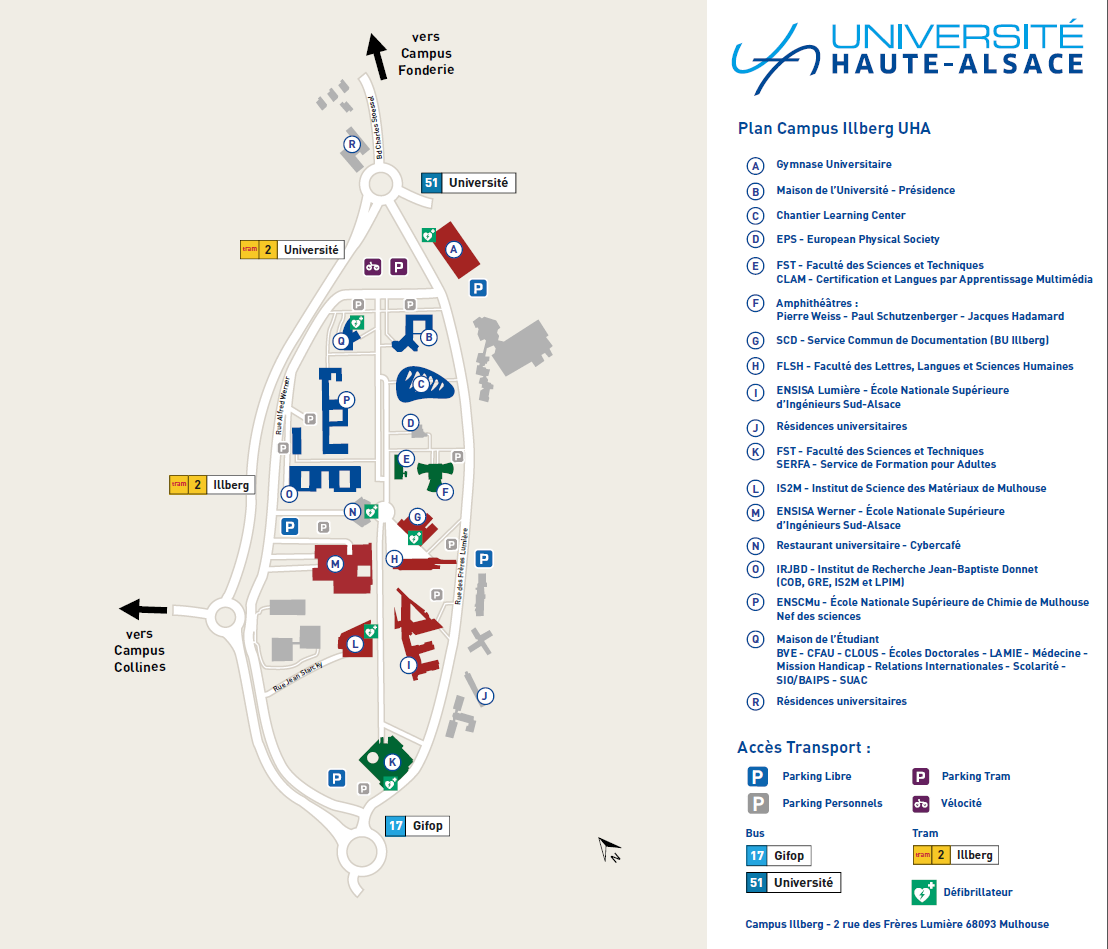 vers
Campus
Fonderie
Bd Charles Stoessel
R
51 Université
tram 2 Université
A
P
P
P
P
Q
B
C
P
Rue Alfred Werner
P
D
P
E
P
tram 2 Illberg
O
F
N
G
P
P
P
H
P
M
Rue des Frères Lumière
P
vers
Campus
Collines
L
I
Rue Jean Starcky
J
K
P
P
17 Gifop
N
UNIVERSITÉ
HAUTE-ALSACE
Plan Campus Illberg UHA
A Gymnase Universitaire
B Maison de l'Université - Présidence
C Chantier Learning Center
D EPS - European Physical Society
E FST - Faculté des Sciences et Techniques
CLAM - Certification et Langues par Apprentissage Multimédia
F Amphithéâtres :
Pierre Weiss - Paul Schutzenberger - Jacques Hadamard
G SCD - Service Commun de Documentation (BU Illberg)
H FLSH - Faculté des Lettres, Langues et Sciences Humaines
I ENSISA Lumière - École Nationale Supérieure
d'Ingénieurs Sud-Alsace
J Résidences universitaires
K FST - Faculté des Sciences et Techniques
SERFA - Service de Formation pour Adultes
L IS2M - Institut de Science des Matériaux de Mulhouse
M ENSISA Werner - École Nationale Supérieure
d'Ingénieurs Sud-Alsace
N Restaurant universitaire - Cybercafé
O IRJBD - Institut de Recherche Jean-Baptiste Donnet
(COB, GRE, IS2M et LPIM)
P ENSCMu - École Nationale Supérieure de Chimie de Mulhouse
Nef des sciences
Q Maison de l'Étudiant
BVE - CFAU - CLOUS - Écoles Doctorales - LAMIE - Médecine -
Mission Handicap - Relations Internationales - Scolarité -
SIO/BAIPS - SUAC
R Résidences universitaires
Accès Transport :
P Parking Libre
P Parking Tram
P Parking Personnels
Vélocité
Bus
Tram
17 Gifop
tram 2 Illberg
51 Université
Défibrillateur
Campus Illberg - 2 rue des Frères Lumière 68093 Mulhouse